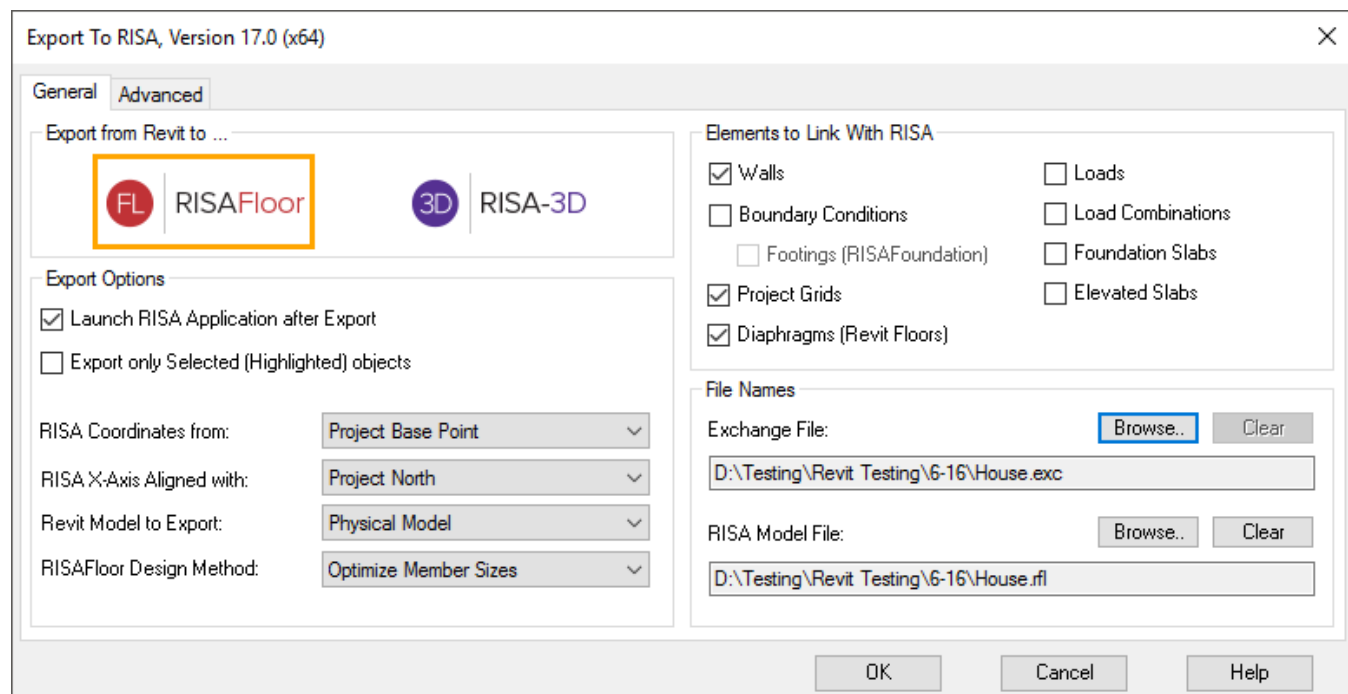 Export To RISA, Version 17.0 (x64)
General
Advanced
Export from Revit to ...
FL RISAFloor
3D RISA-3D
Export Options
Launch RISA Application after Export
Export only Selected (Highlighted) objects
RISA Coordinates from: Project Base Point
RISA X-Axis Aligned with: Project North
Revit Model to Export: Physical Model
RISAFloor Design Method: Optimize Member Sizes
Elements to Link With RISA
Walls
Boundary Conditions
Footings (RISAFoundation)
Project Grids
Diaphragms (Revit Floors)
Loads
Load Combinations
Foundation Slabs
Elevated Slabs
File Names
Exchange File: Browse.. Clear
D:\Testing\Revit Testing\6-16\House.exc
RISA Model File: Browse.. Clear
D:\Testing\Revit Testing\6-16\House.rfl
OK Cancel Help